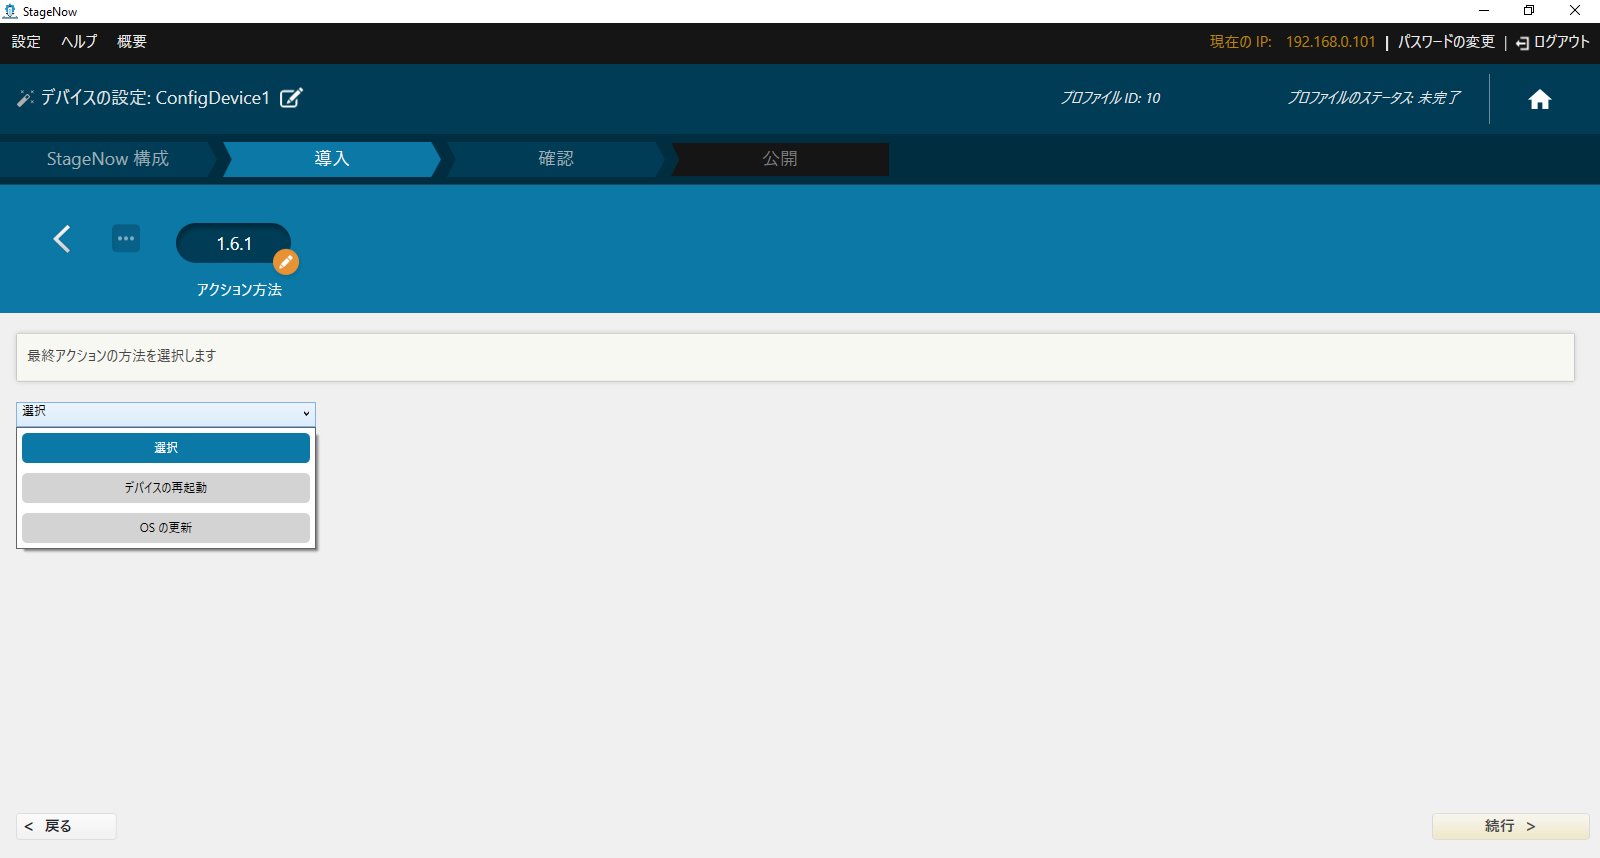 StageNow
設定 ヘルプ 概要 現在の IP: 192.168.0.101 | パスワードの変更 | ログアウト
デバイスの設定: ConfigDevice1 プロファイル ID: 10 プロファイルのステータス: 未完了
StageNow 構成 導入 確認 公開
1.6.1
アクション方法
最終アクションの方法を選択します
選択
選択
デバイスの再起動
OS の更新
< 戻る 続行 >